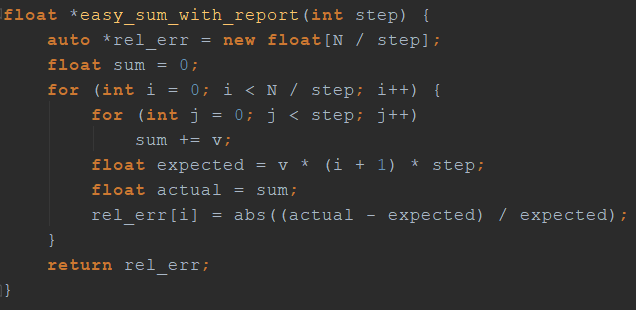 float *easy_sum_with_report(int step) {
    auto *rel_err = new float[N / step];
    float sum = 0;
    for (int i = 0; i < N / step; i++) {
        for (int j = 0; j < step; j++)
            sum += v;
        float expected = v * (i + 1) * step;
        float actual = sum;
        rel_err[i] = abs((actual - expected) / expected);
    }
    return rel_err;
}